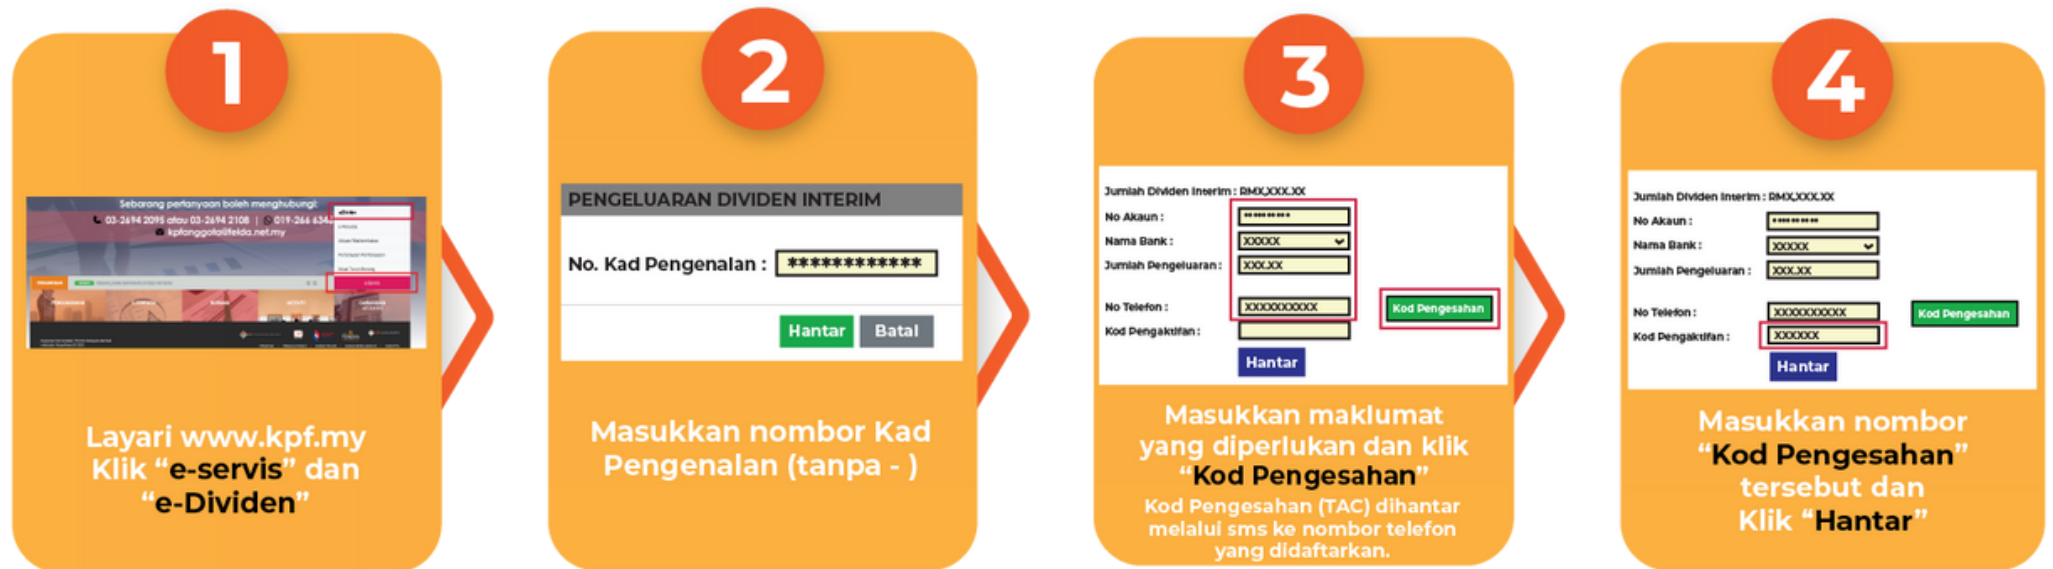 1
Sebarang pertanyaan boleh menghubungi:
03-2694 2095 atau 03-2694 2108 | 019-266
kpfanggota@felda.net.my
Layari www.kpf.my
Klik “e-servis” dan
“e-Dividen”
2
PENGELUARAN DIVIDEN INTERIM
No. Kad Pengenalan : ************
Hantar Batal
Masukkan nombor Kad
Pengenalan (tanpa - )
3
Jumlah Dividen Interim : RMX,XXX.XX
No Akaun : **********
Nama Bank : XXXXX
Jumlah Pengeluaran : XXX.XX
No Telefon : XXXXXXXXXX Kod Pengesahan
Kod Pengaktifan :
Hantar
Masukkan maklumat
yang diperlukan dan klik
“Kod Pengesahan”
Kod Pengesahan (TAC) dihantar
melalui sms ke nombor telefon
yang didaftarkan.
4
Jumlah Dividen Interim : RMX,XXX.XX
No Akaun : **********
Nama Bank : XXXXX
Jumlah Pengeluaran : XXX.XX
No Telefon : XXXXXXXXXX Kod Pengesahan
Kod Pengaktifan : XXXXXX
Hantar
Masukkan nombor
“Kod Pengesahan”
tersebut dan
Klik “Hantar”